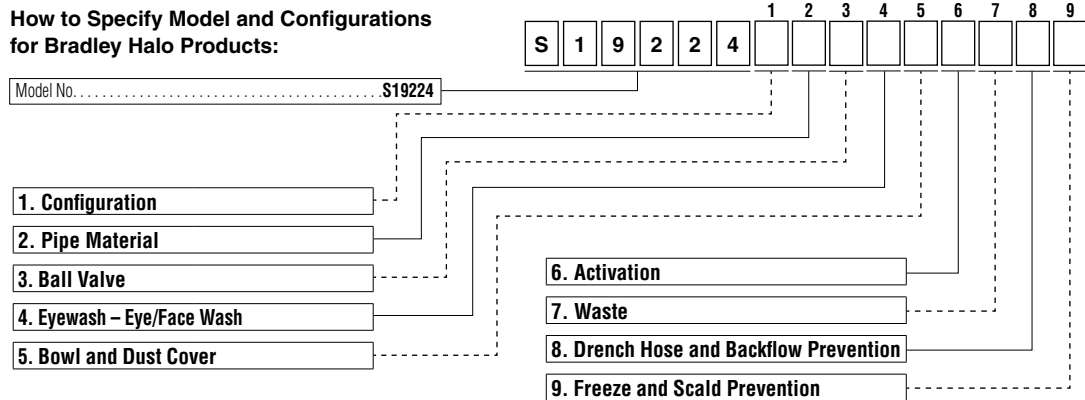 How to Specify Model and Configurations
for Bradley Halo Products:
1 2 3 4 5 6 7 8 9
S 1 9 2 2 4
Model No. . . . . . . . . . . . . . . . . . . . . . . . . . . . . . . . . . . . . . . . . . S19224
1. Configuration
2. Pipe Material
3. Ball Valve
4. Eyewash – Eye/Face Wash
5. Bowl and Dust Cover
6. Activation
7. Waste
8. Drench Hose and Backflow Prevention
9. Freeze and Scald Prevention